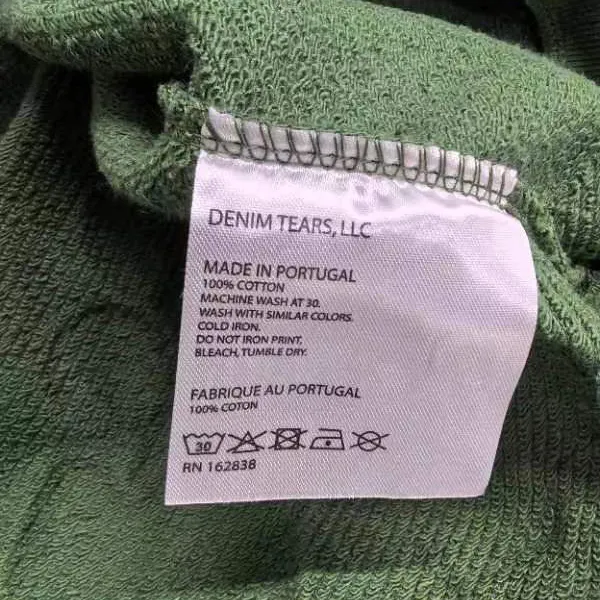 DENIM TEARS, LLC
MADE IN PORTUGAL
100% COTTON
MACHINE WASH AT 30.
WASH WITH SIMILAR COLORS.
COLD IRON.
DO NOT IRON PRINT,
BLEACH, TUMBLE DRY.
FABRIQUE AU PORTUGAL
100% COTON
30
RN 162838